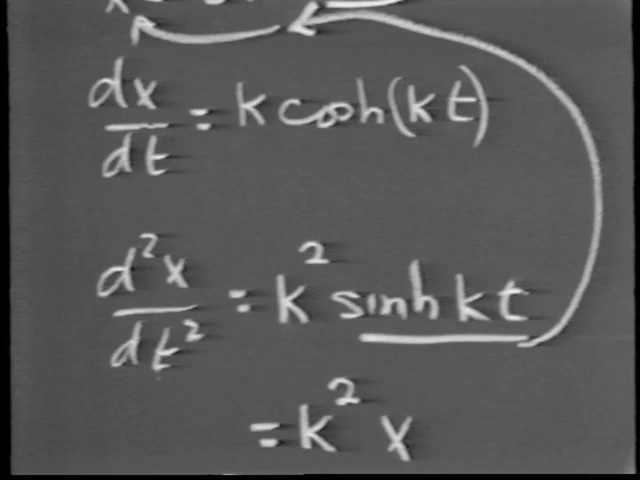 dx/dt = k cosh(kt)
d²x/dt² = k² sinh kt
= k² x